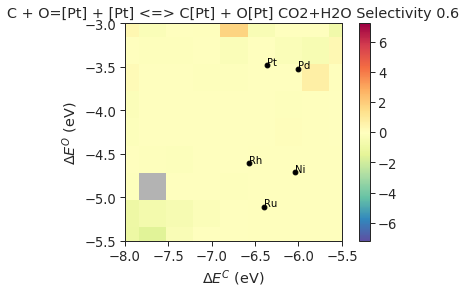 C + O=[Pt] + [Pt] <=> C[Pt] + O[Pt] CO2+H2O Selectivity 0.6
−3.0
−3.5
−4.0
−4.5
−5.0
−5.5
ΔE^O (eV)
Pt
Pd
Rh
Ni
Ru
−8.0 −7.5 −7.0 −6.5 −6.0 −5.5
ΔE^C (eV)
6
4
2
0
−2
−4
−6